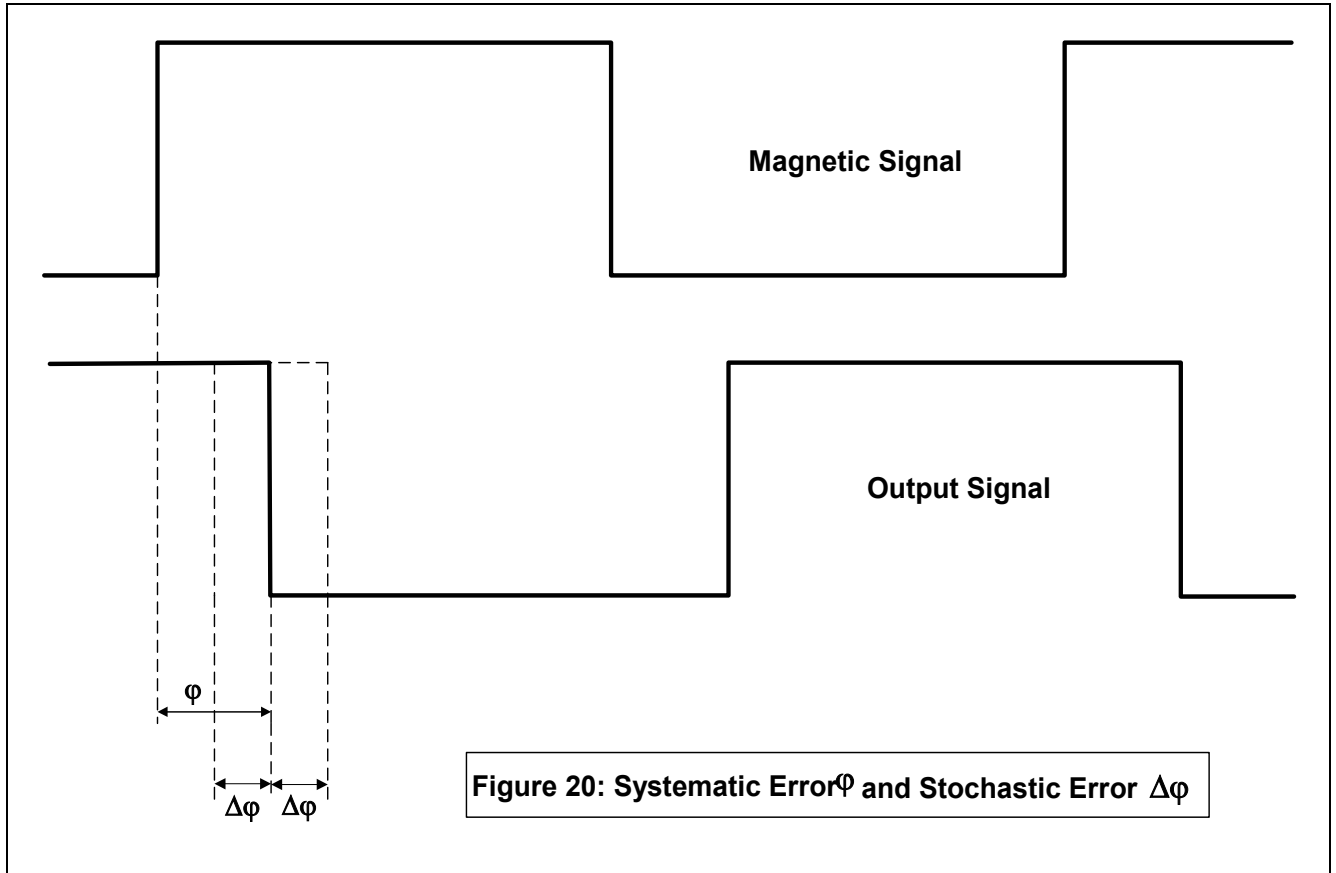 Magnetic Signal
Output Signal
φ
Δφ Δφ
Figure 20: Systematic Errorφ and Stochastic Error Δφ